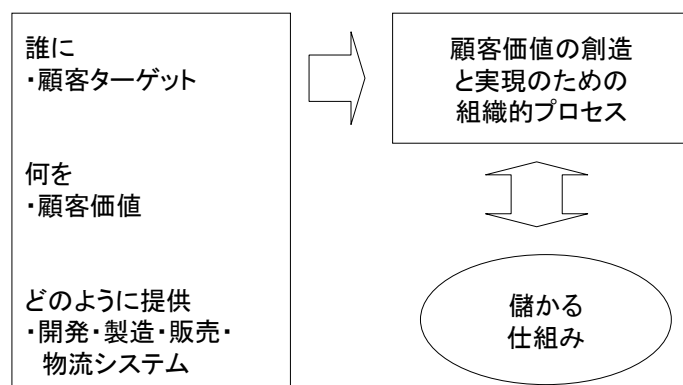 誰に
・顧客ターゲット
何を
・顧客価値
どのように提供
・開発・製造・販売・
物流システム
顧客価値の創造
と実現のための
組織的プロセス
儲かる
仕組み